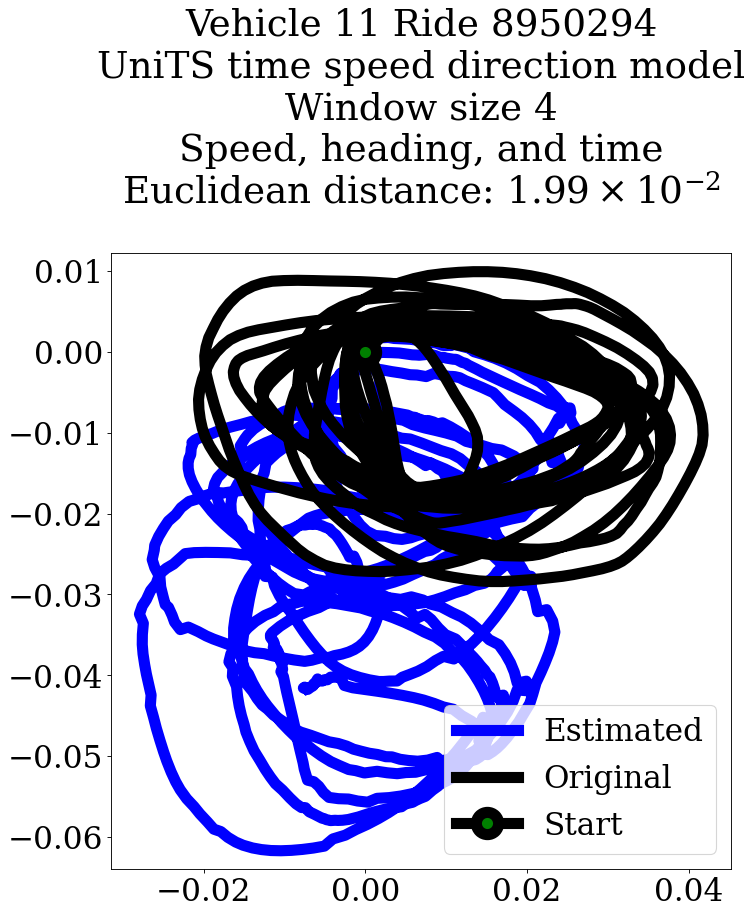 Vehicle 11 Ride 8950294
UniTS time speed direction model
Window size 4
Speed, heading, and time
Euclidean distance: 1.99 × 10⁻²
0.01
0.00
−0.01
−0.02
−0.03
−0.04
−0.05
−0.06
Estimated
Original
Start
−0.02 0.00 0.02 0.04